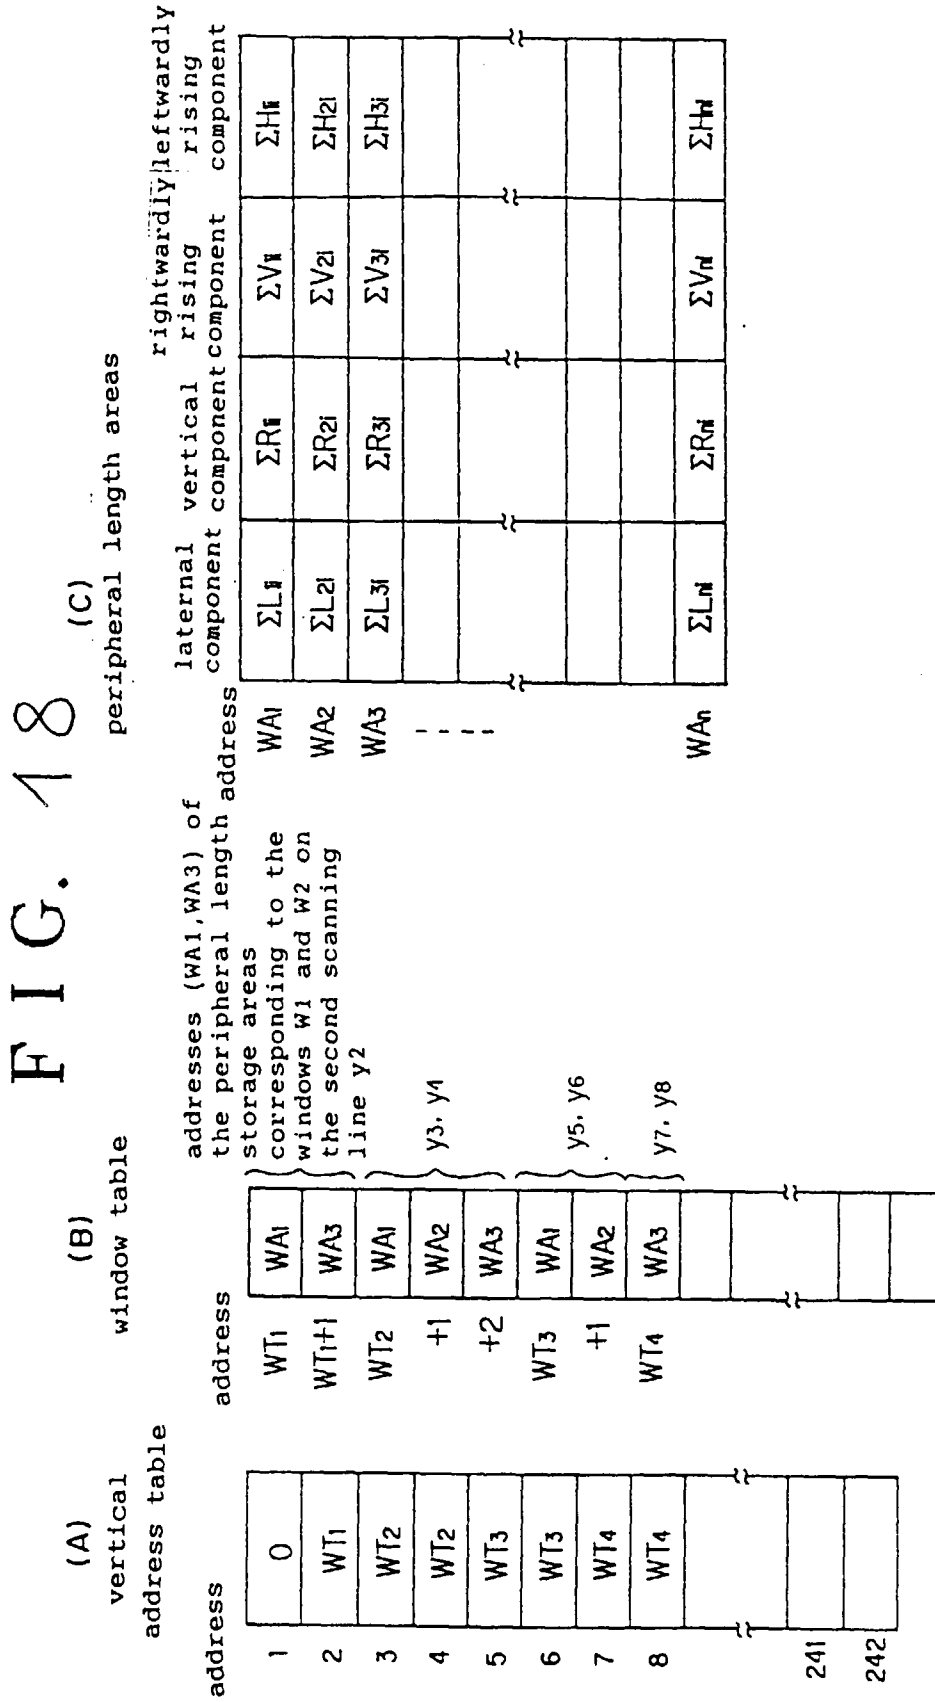 FIG. 18
(A)
vertical
address table
address
1 0
2 WT1
3 WT2
4 WT2
5 WT3
6 WT3
7 WT4
8 WT4
241
242
(B)
window table
address
WT1 WA1
WT1+1 WA3
WT2 WA1
+1 WA2
+2 WA3
WT3 WA1
+1 WA2
WT4 WA3
addresses (WA1,WA3) of
the peripheral length
storage areas
corresponding to the
windows W1 and W2 on
the second scanning
line y2
y3, y4
y5, y6
y7, y8
(C)
peripheral length areas
address
laternal
component
vertical
component
rightwardly
rising
component
leftwardly
rising
component
WA1 ΣL1i ΣR1i ΣV1i ΣH1i
WA2 ΣL2i ΣR2i ΣV2i ΣH2i
WA3 ΣL3i ΣR3i ΣV3i ΣH3i
WAn ΣLni ΣRni ΣVni ΣHni